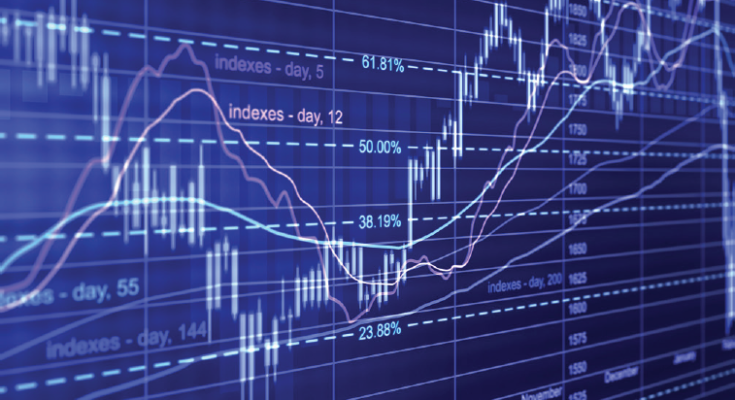 indexes - day, 5
61.81%
indexes - day, 12
50.00%
38.19%
indexes - day, 55
indexes - day, 144
indexes - day, 200
23.88%
1850
1825
1800
1775
1750
1725
1700
1675
1650
1625
1600
1575
1550
1525
November
December
January